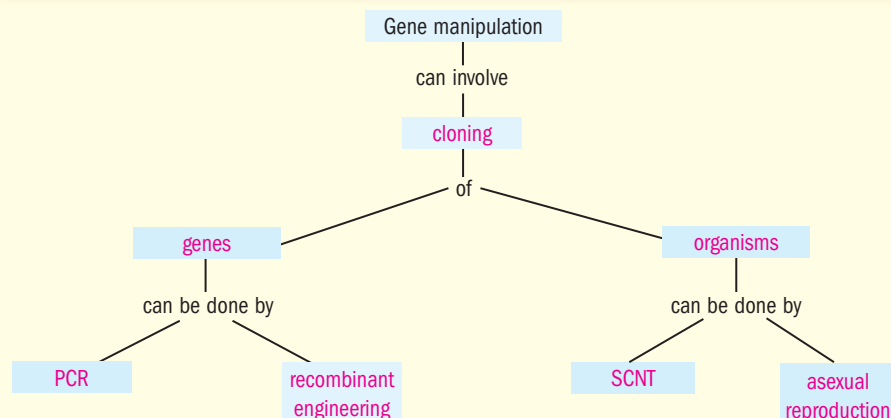 Gene manipulation
can involve
cloning
of
genes
organisms
can be done by
can be done by
PCR
recombinant
engineering
SCNT
asexual
reproduction